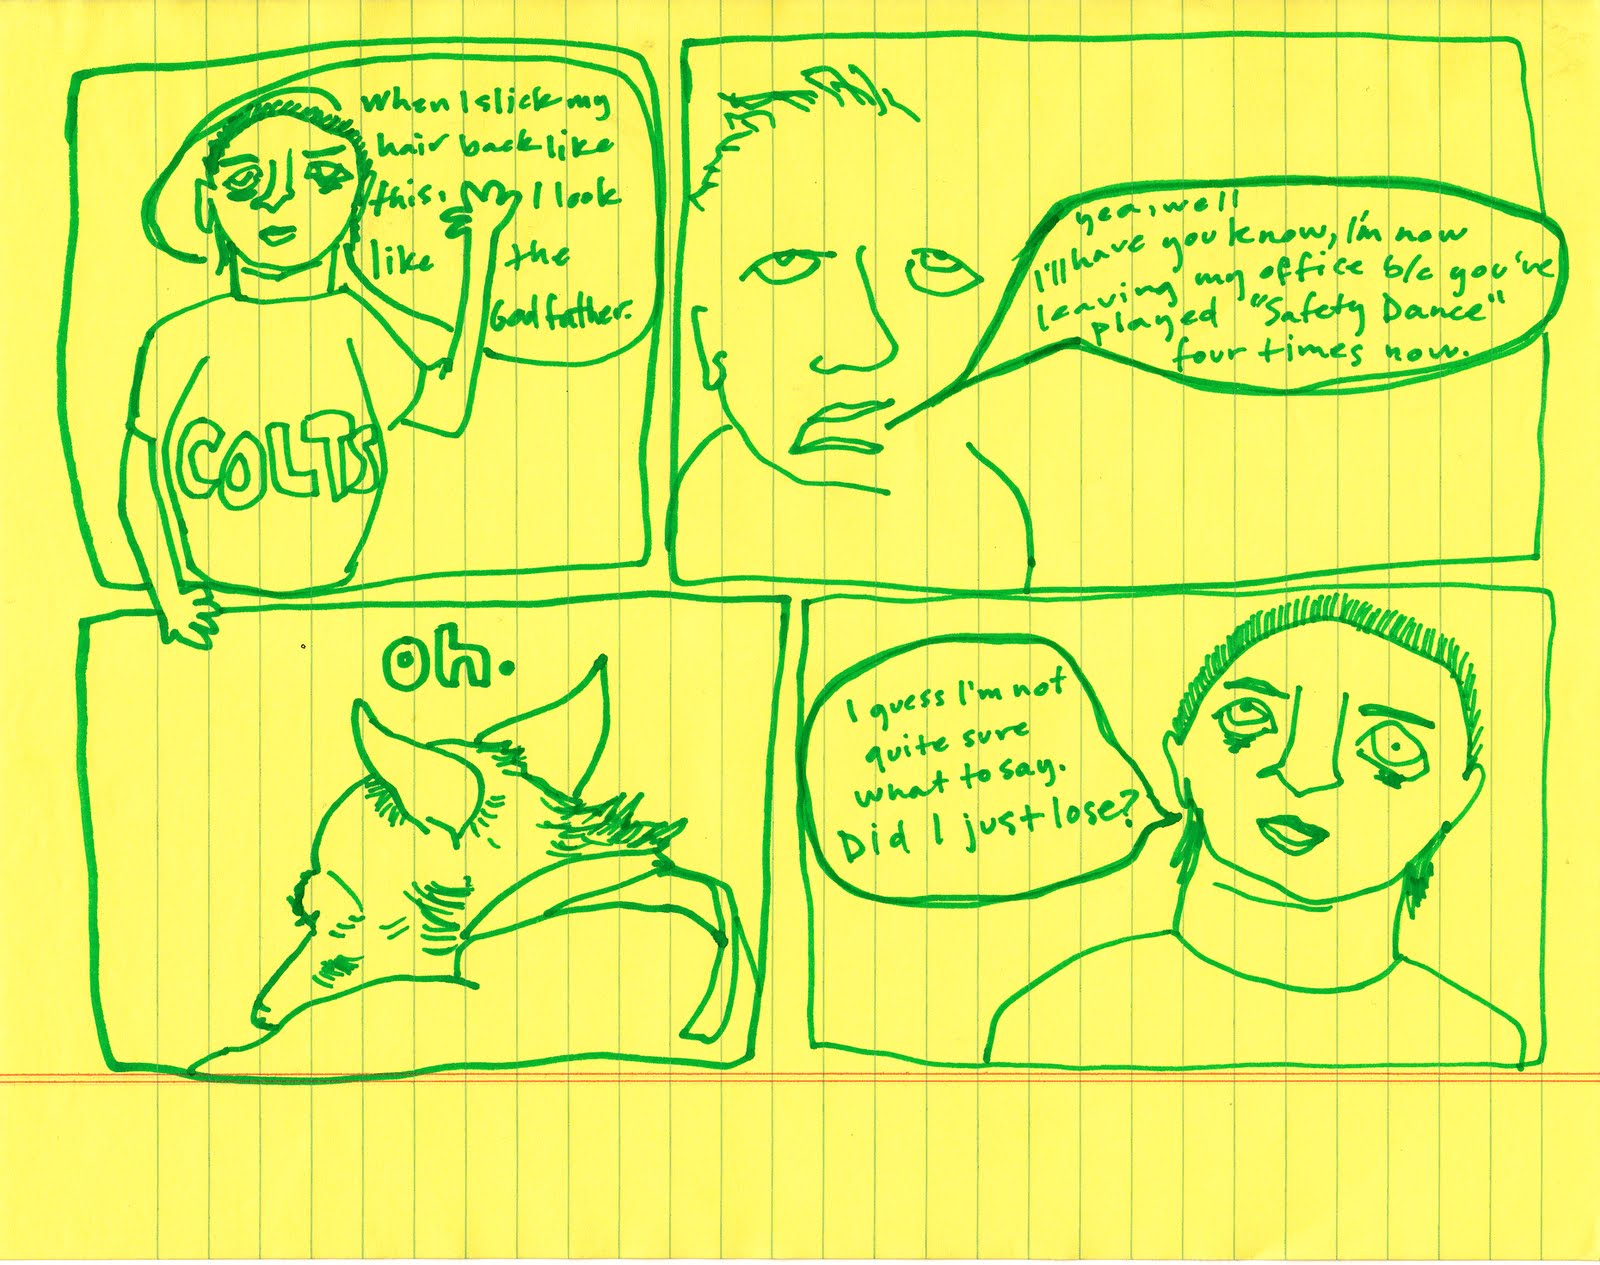 When I slick my
hair back like
this, I look
like the
Godfather.
COLTS
yea, well
I'll have you know, I'm now
leaving my office b/c you've
played "Safety Dance"
four times now.
oh.
I guess I'm not
quite sure
what to say.
Did I just lose?